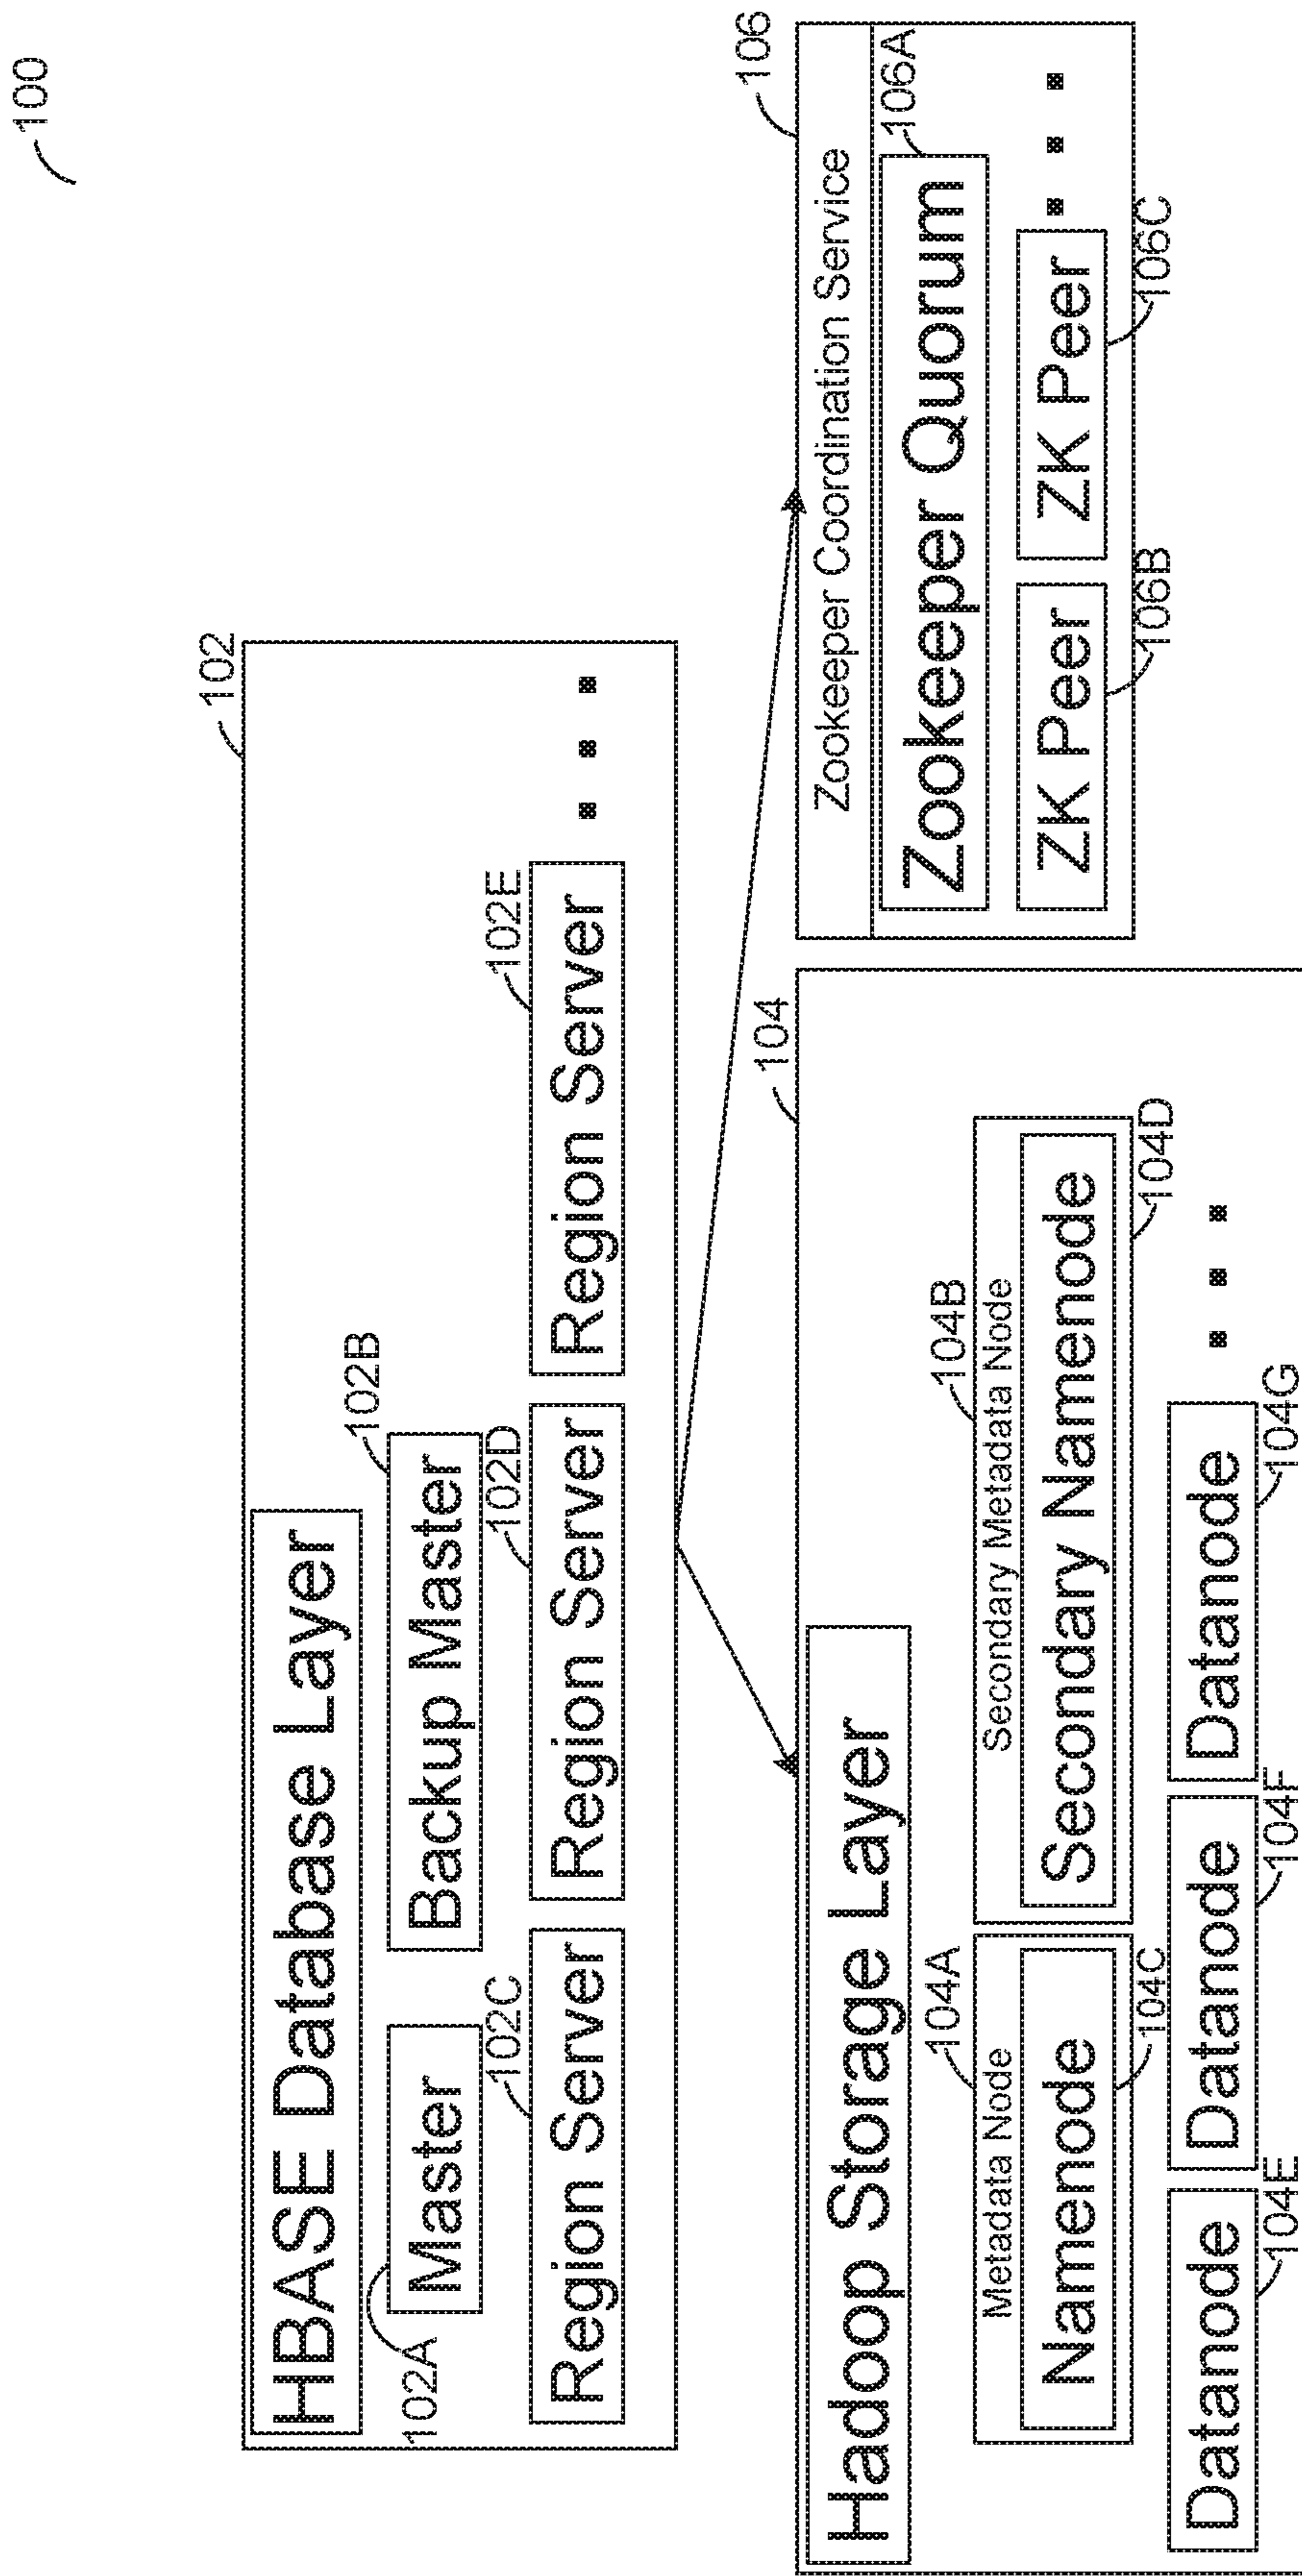 100
102
HBASE Database Layer
102A
Master
102B
Backup Master
102C
Region Server
102D
Region Server
102E
Region Server
104
Hadoop Storage Layer
104A
Metadata Node
Namenode
104C
104B
Secondary Metadata Node
Secondary Namenode
104D
Datanode
104E
Datanode
104F
Datanode
104G
106
Zookeeper Coordination Service
106A
Zookeeper Quorum
ZK Peer
106B
ZK Peer
106C